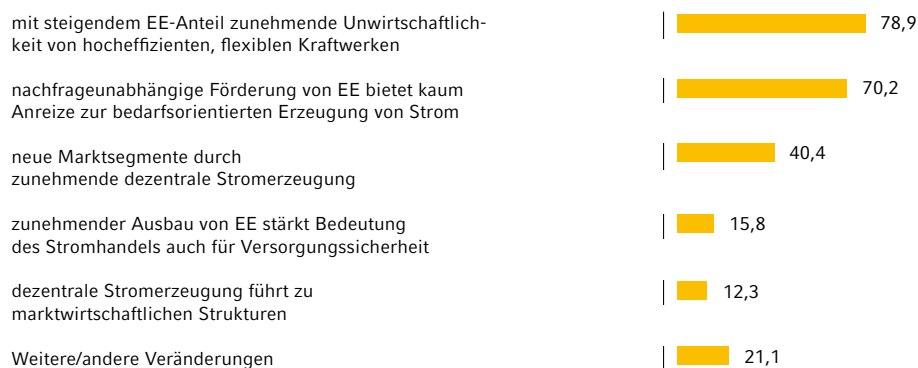 mit steigendem EE-Anteil zunehmende Unwirtschaftlich-
keit von hocheffizienten, flexiblen Kraftwerken
78,9
nachfrageunabhängige Förderung von EE bietet kaum
Anreize zur bedarfsorientierten Erzeugung von Strom
70,2
neue Marktsegmente durch
zunehmende dezentrale Stromerzeugung
40,4
zunehmender Ausbau von EE stärkt Bedeutung
des Stromhandels auch für Versorgungssicherheit
15,8
dezentrale Stromerzeugung führt zu
marktwirtschaftlichen Strukturen
12,3
Weitere/andere Veränderungen
21,1